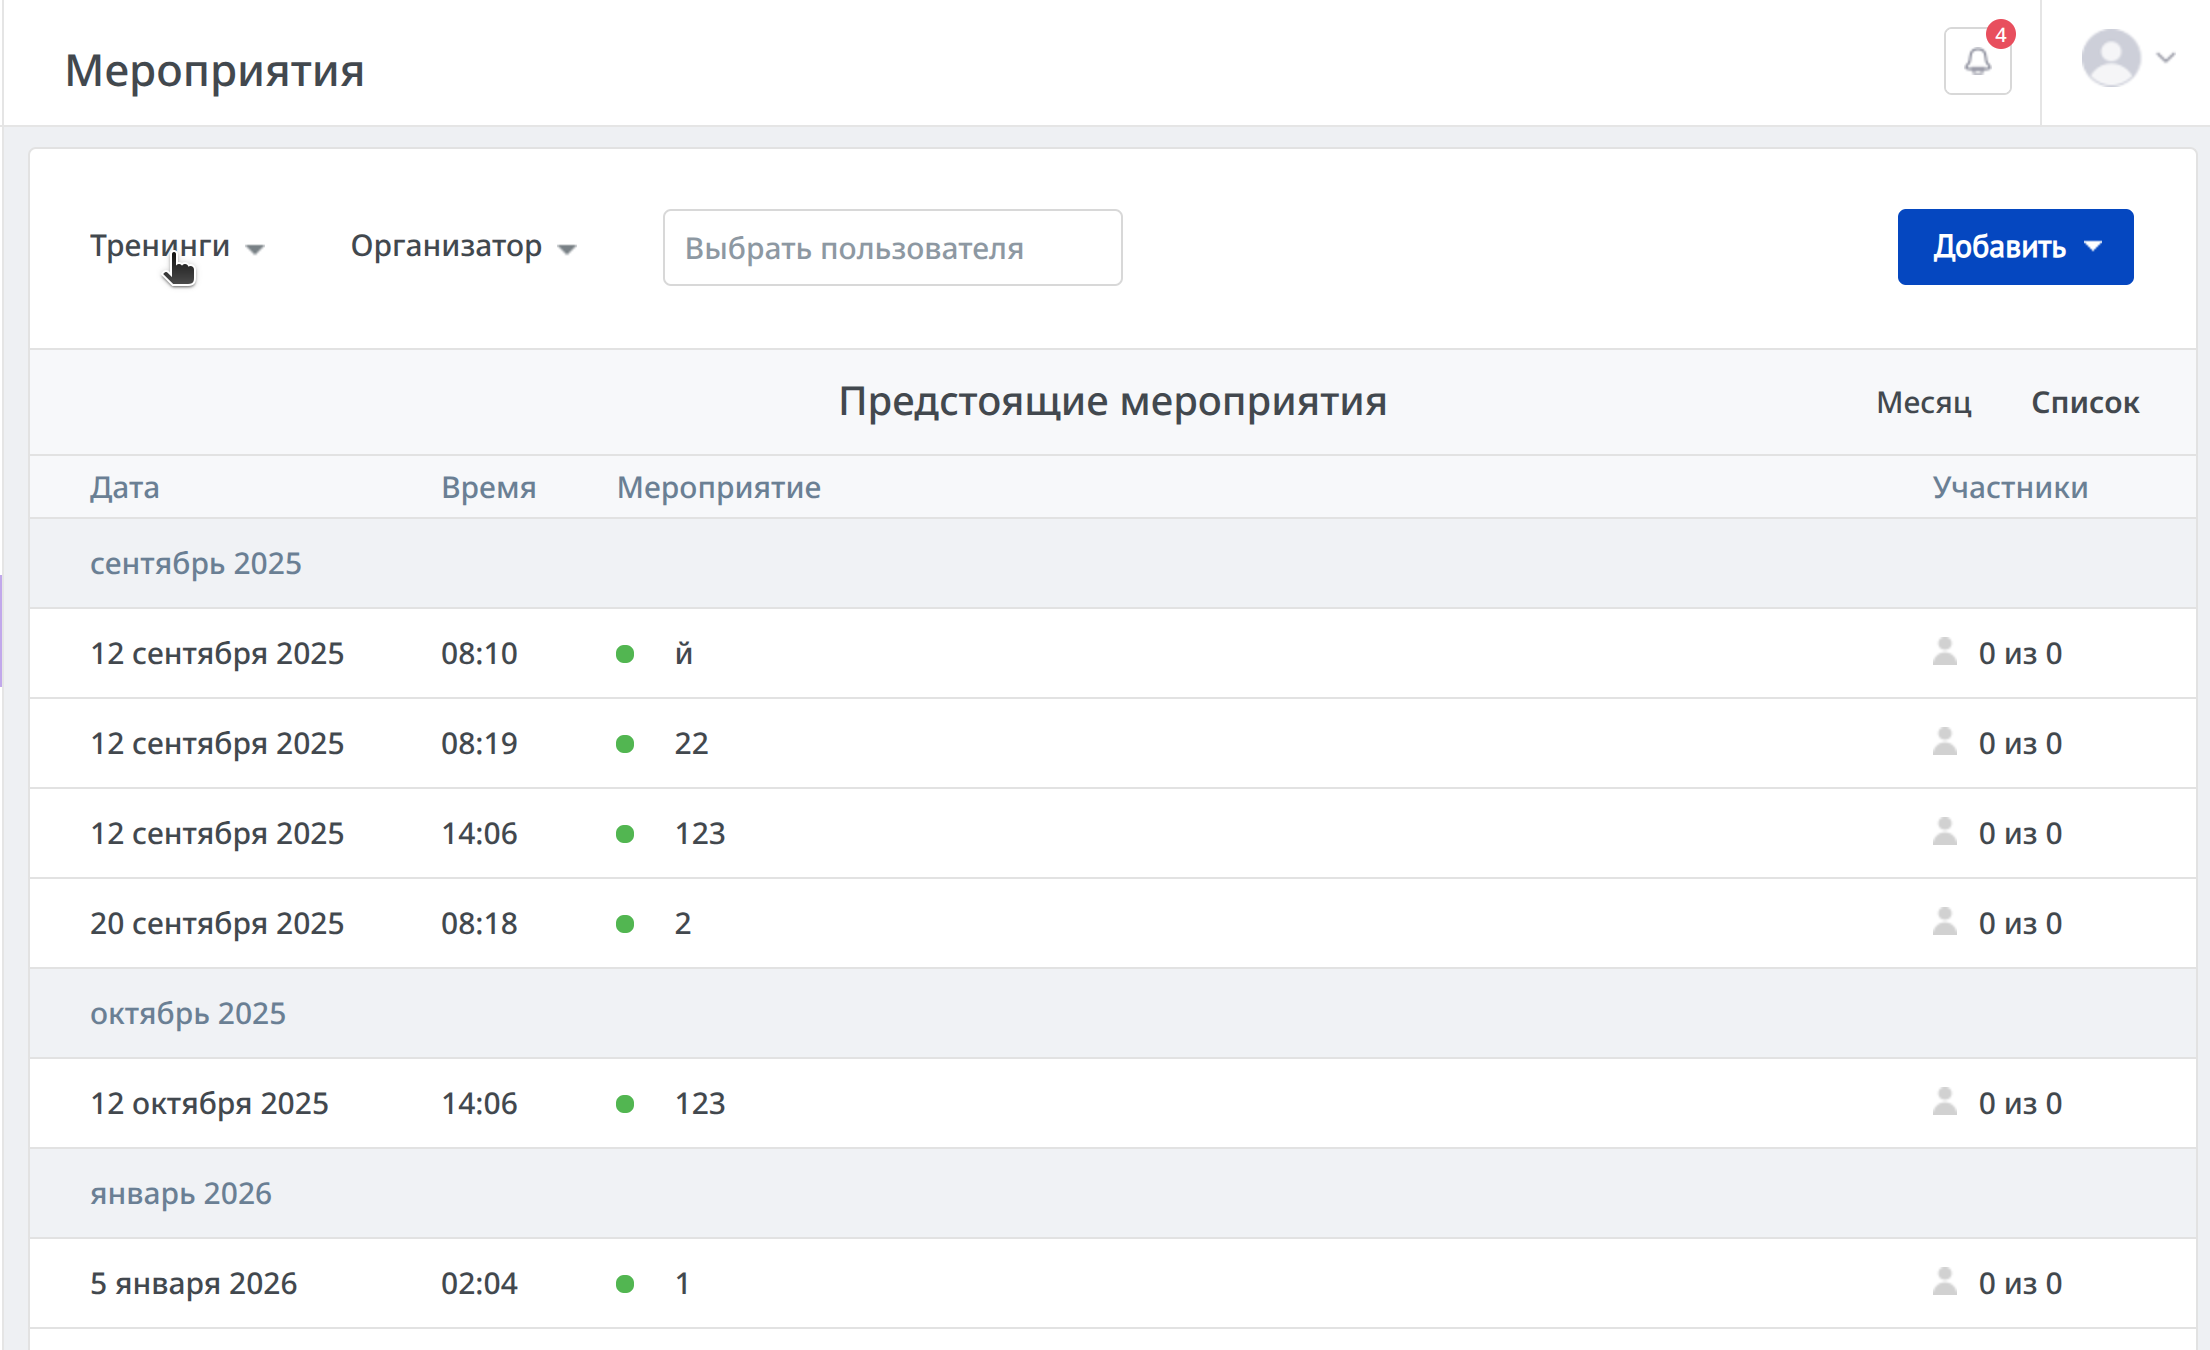 Мероприятия
4
Тренинги
Организатор
Выбрать пользователя
Добавить
Предстоящие мероприятия
Месяц
Список
Дата Время Мероприятие Участники
сентябрь 2025
12 сентября 2025 08:10 й 0 из 0
12 сентября 2025 08:19 22 0 из 0
12 сентября 2025 14:06 123 0 из 0
20 сентября 2025 08:18 2 0 из 0
октябрь 2025
12 октября 2025 14:06 123 0 из 0
январь 2026
5 января 2026 02:04 1 0 из 0